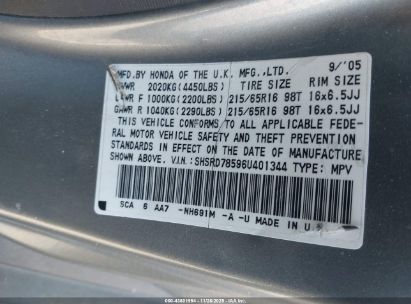 MFD.BY HONDA OF THE U.K. MFG.,LTD. 9/'05
GVWR 2020KG(4450LBS) TIRE SIZE RIM SIZE
GAWR F 1000KG(2200LBS) 215/65R16 98T 16x6.5JJ
GAWR R 1040KG(2290LBS) 215/65R16 98T 16x6.5JJ
THIS VEHICLE CONFORMS TO ALL APPLICABLE FEDE-
RAL MOTOR VEHICLE SAFETY AND THEFT PREVENTION
STANDARDS IN EFFECT ON THE DATE OF MANUFACTURE
SHOWN ABOVE. V.I.N.: SHSRD78596U401344 TYPE: MPV
SCA 6 AA7 -NH691M -A -U MADE IN U.K.